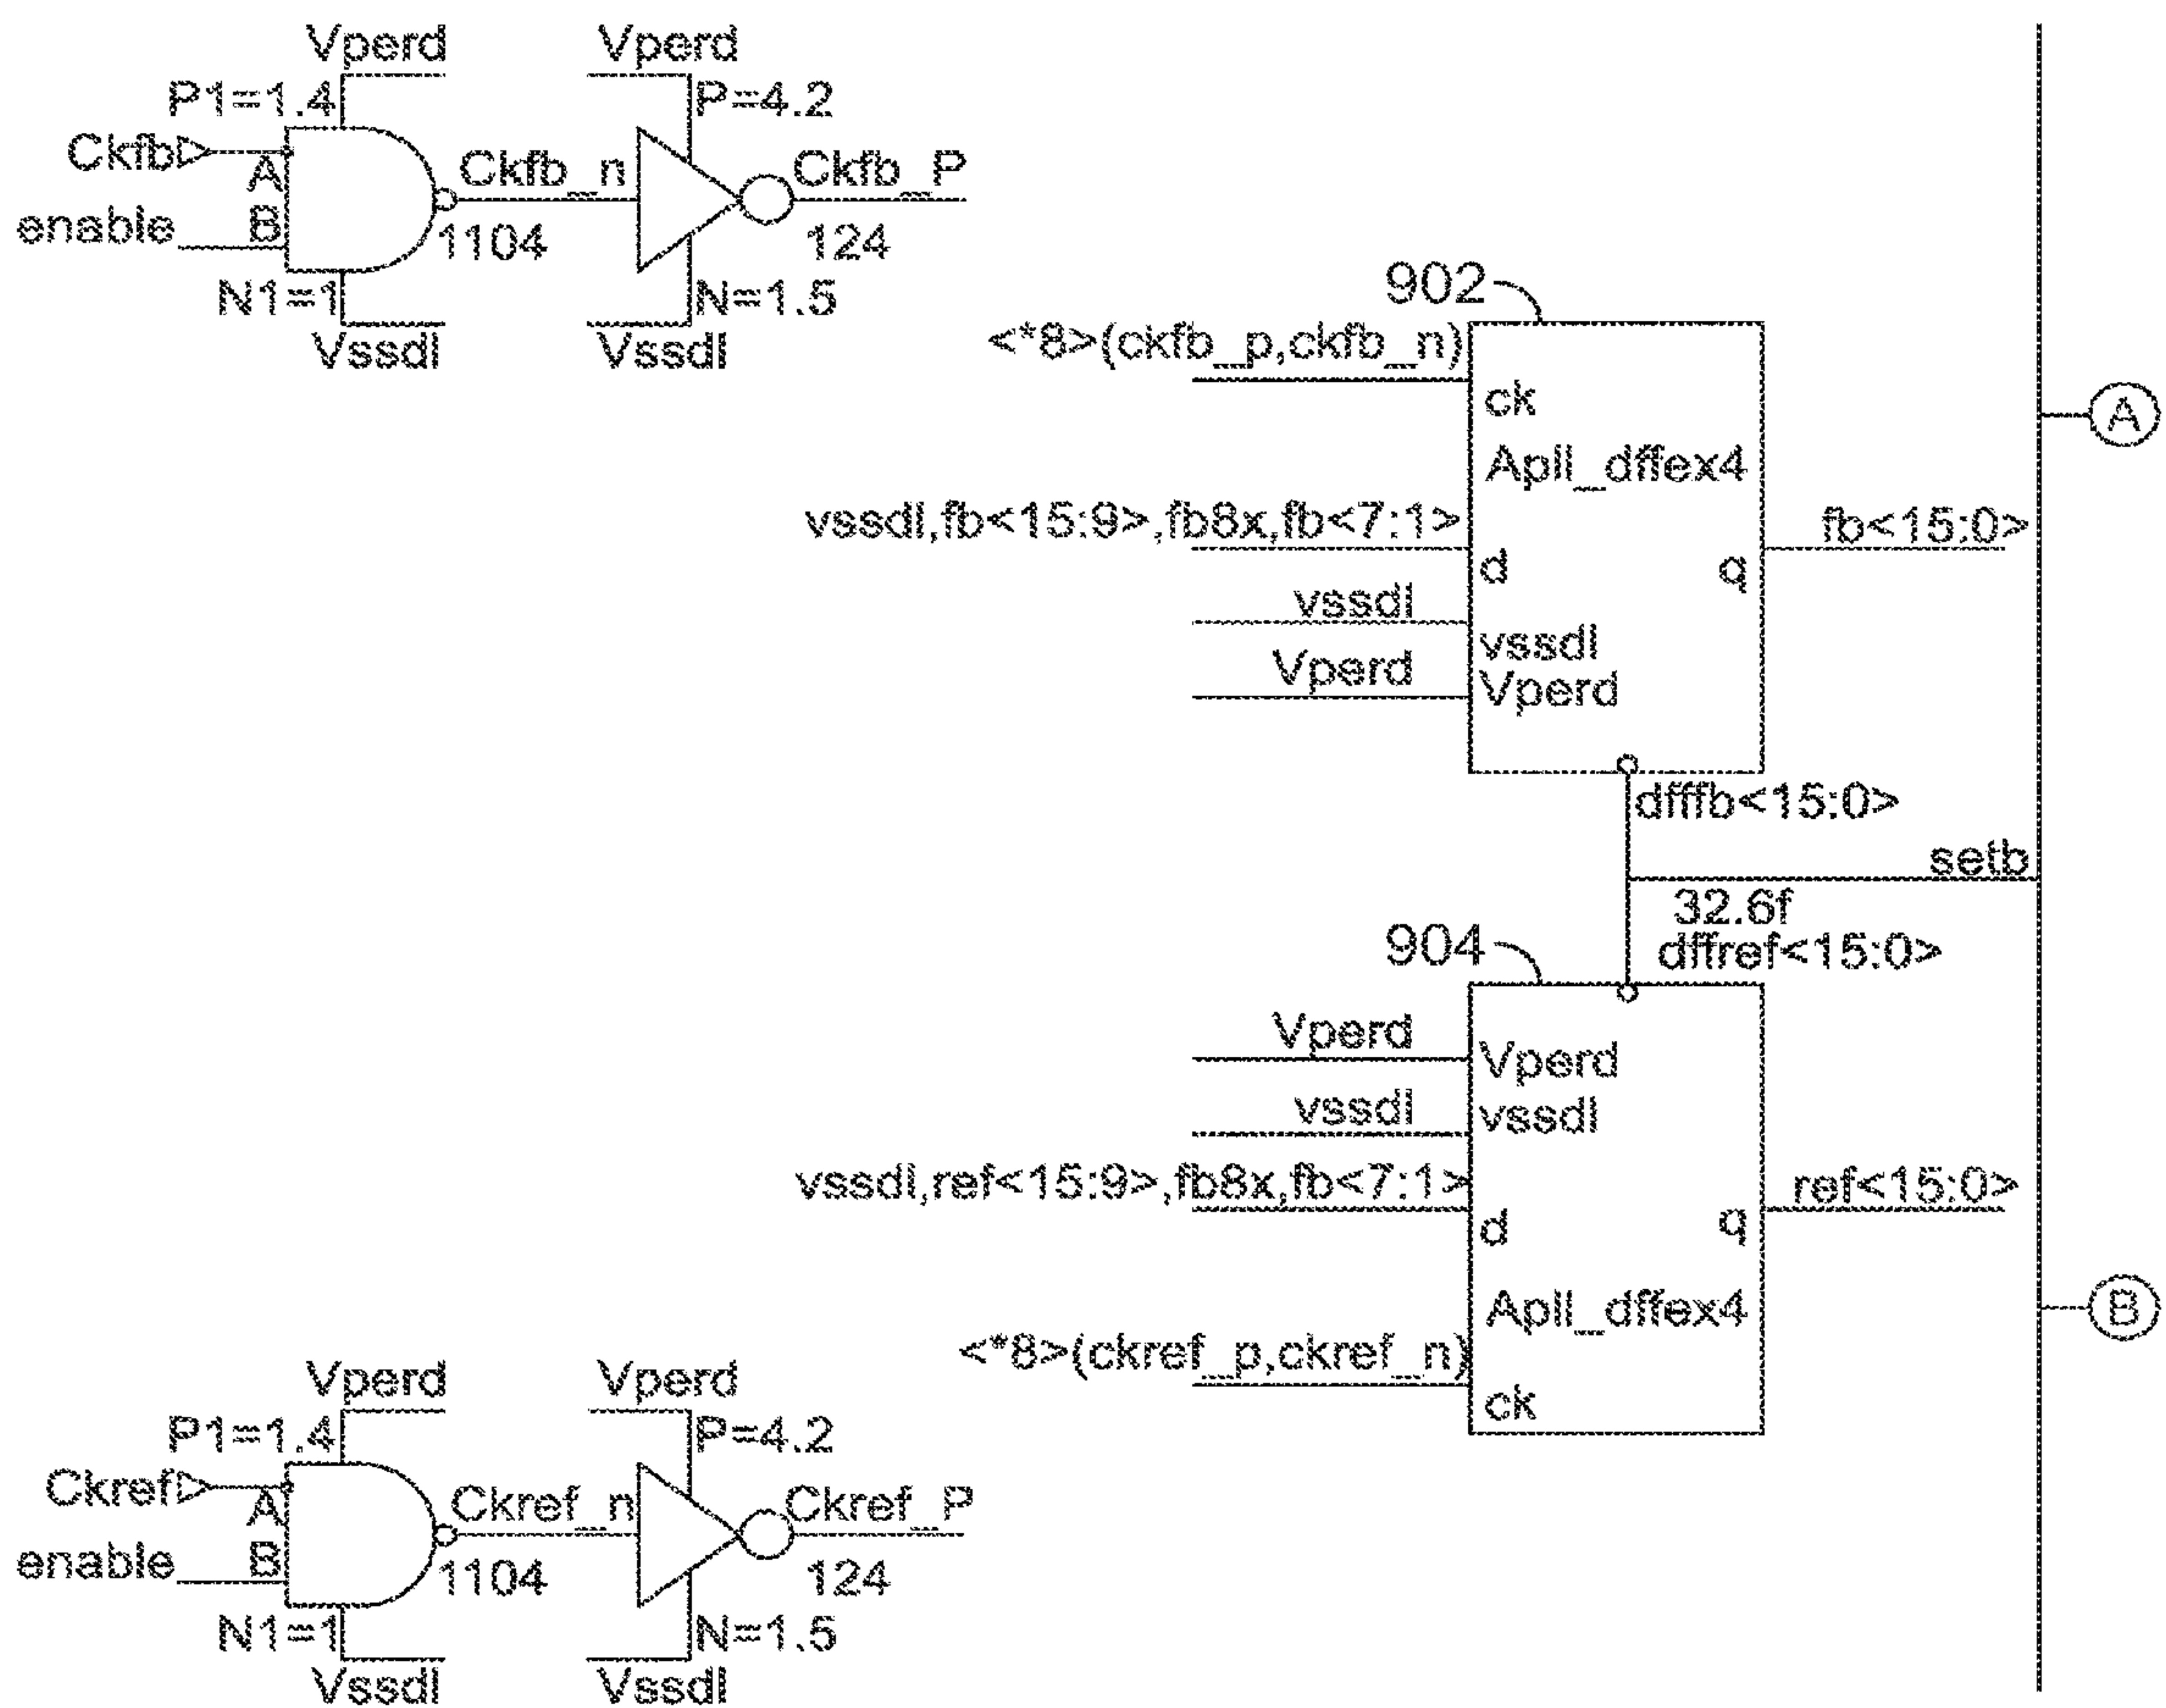 Vperd
P1=1.4
Ckfb
A
enable
B
N1=1
Vssdl
Ckfb_n
1104
Vperd
P=4.2
Ckfb_P
124
N=1.5
Vssdl
902
<*8>(ckfb_p,ckfb_n)
ck
Apll_dffex4
vssdl,fb<15:9>,fb8x,fb<7:1>
d
q
fb<15:0>
vssdl
vssdl
Vperd
Vperd
dfffb<15:0>
setb
32.6f
dffref<15:0>
904
Vperd
Vperd
vssdl
vssdl
vssdl,ref<15:9>,fb8x,fb<7:1>
d
q
ref<15:0>
Apll_dffex4
<*8>(ckref_p,ckref_n)
ck
A
B
Vperd
P1=1.4
Ckref
A
enable
B
N1=1
Vssdl
Ckref_n
1104
Vperd
P=4.2
Ckref_P
124
N=1.5
Vssdl